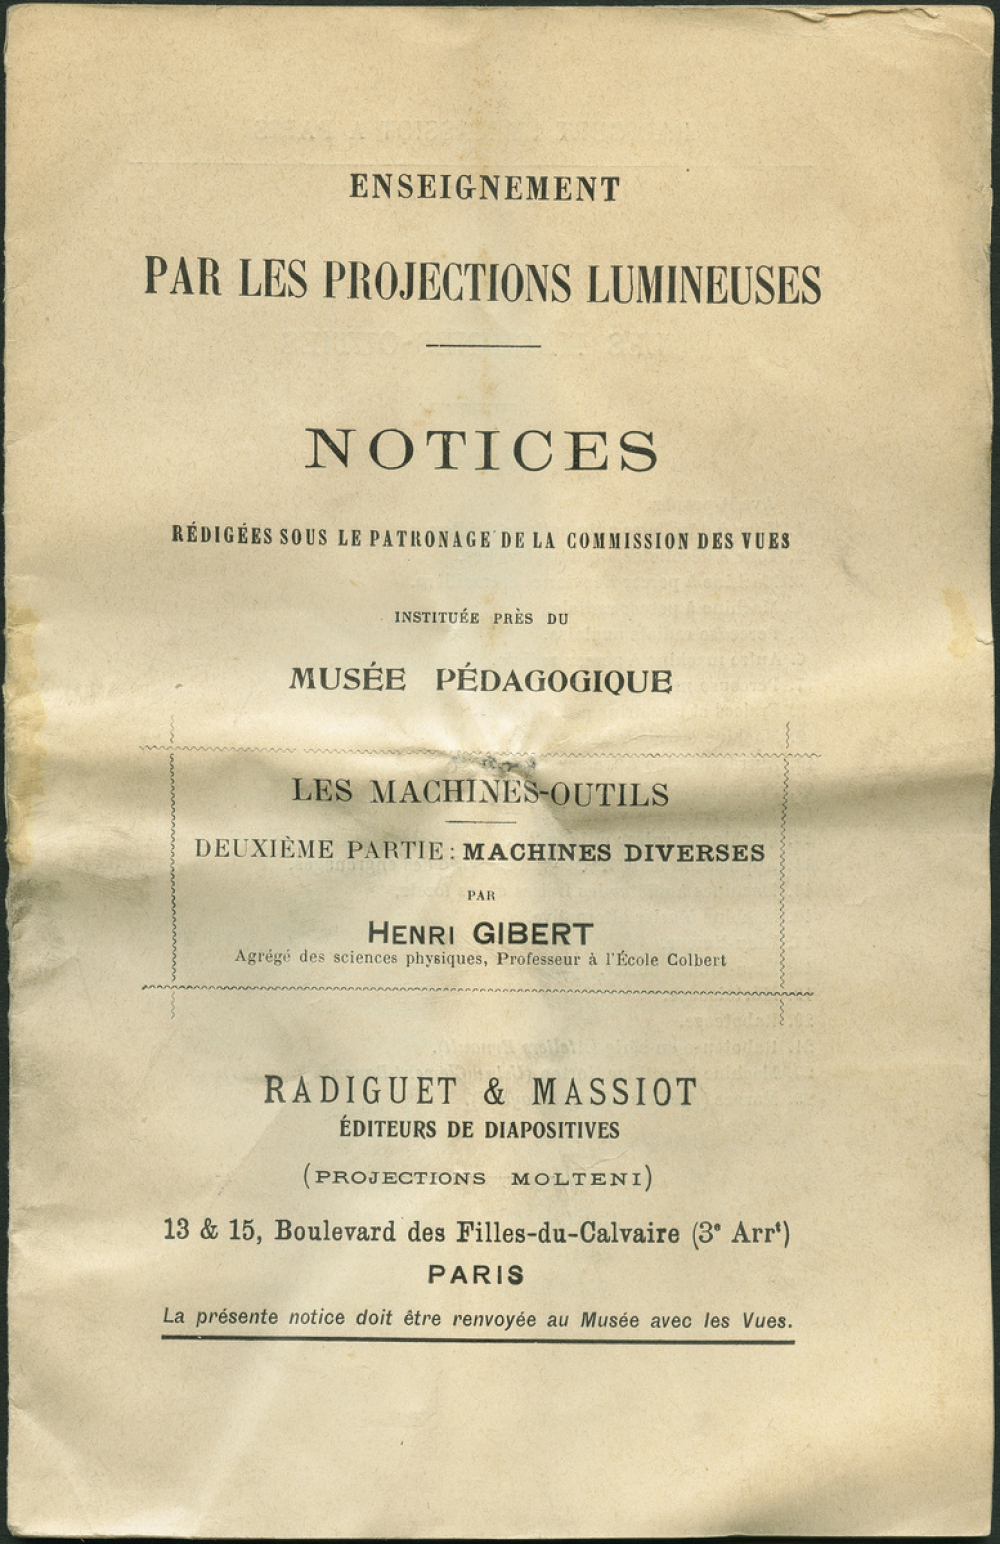 ENSEIGNEMENT
PAR LES PROJECTIONS LUMINEUSES
NOTICES
RÉDIGÉES SOUS LE PATRONAGE DE LA COMMISSION DES VUES
INSTITUÉE PRÈS DU
MUSÉE PÉDAGOGIQUE
LES MACHINES-OUTILS
DEUXIÈME PARTIE : MACHINES DIVERSES
PAR
HENRI GIBERT
Agrégé des sciences physiques, Professeur à l'École Colbert
RADIGUET & MASSIOT
ÉDITEURS DE DIAPOSITIVES
(PROJECTIONS MOLTENI)
13 & 15, Boulevard des Filles-du-Calvaire (3e Arrt)
PARIS
La présente notice doit être renvoyée au Musée avec les Vues.